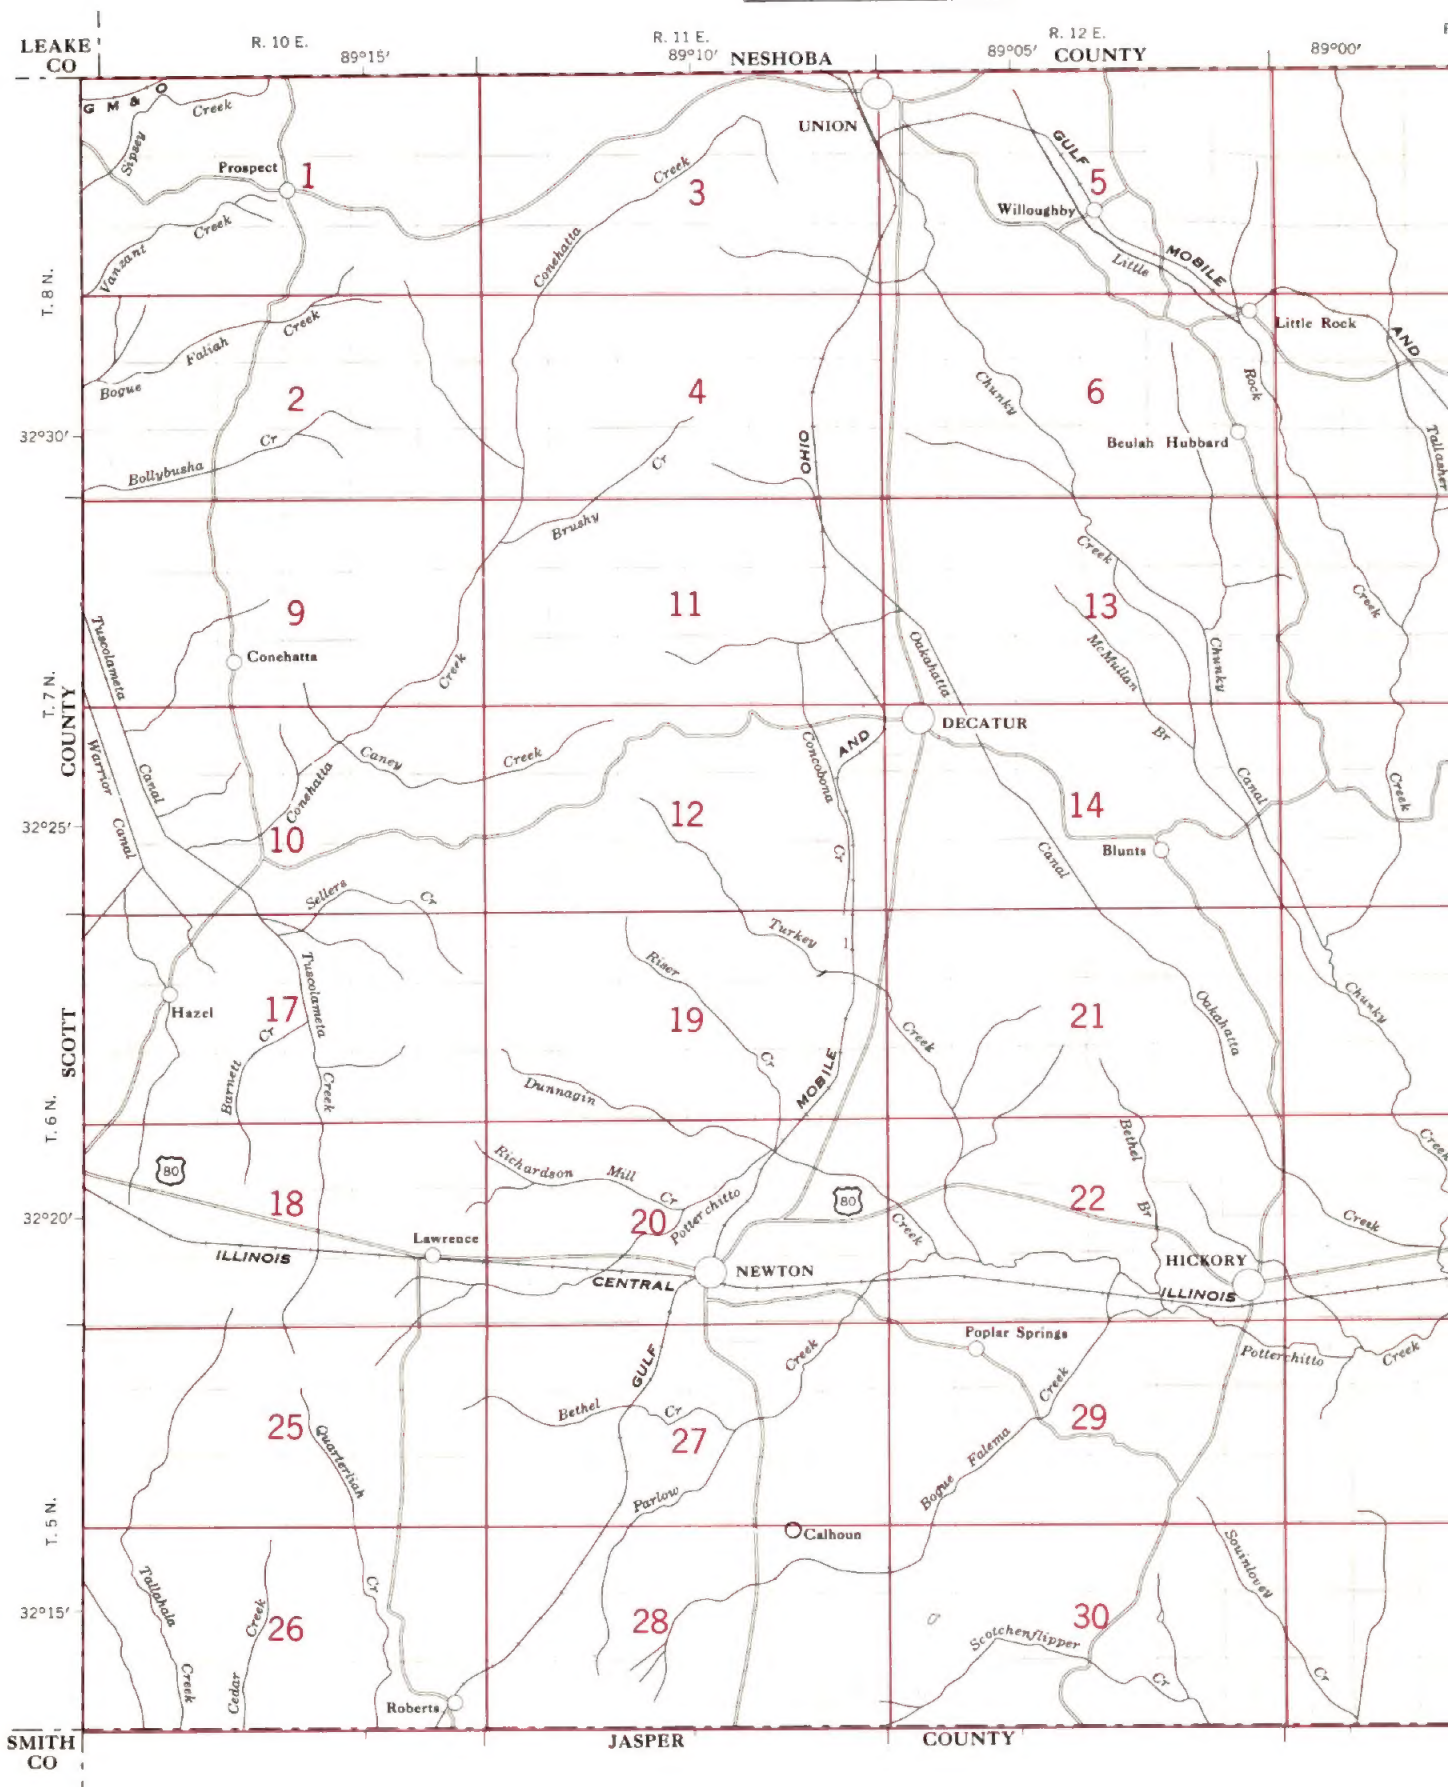 LEAKE
CO
R. 10 E.
89°15′
R. 11 E.
89°10′
NESHOBA
89°05′
R. 12 E.
COUNTY
89°00′
G M & O
Creek
Sipsey
Prospect
1
UNION
Creek
3
GULF
5
Willoughby
Vanzant
Creek
Conehatta
Little
MOBILE
T. 8 N.
Little Rock
AND
Bogue
Faliah
Creek
2
4
Chunky
6
Rock
32°30′
Bollybusha
Cr
Cr
OHIO
Beulah Hubbard
Tallasher
Brushy
Creek
9
11
13
Creek
Tuscolameta
Conehatta
Creek
Oakahatta
McMullan
Chunky
T. 7 N.
COUNTY
DECATUR
Br
Warrior
Canal
Caney
Creek
Concobona
AND
Canal
Creek
Conehatta
12
14
32°25′
Canal
10
Cr
Canal
Blunts
Sellers
Cr
Turkey
Riser
Tuscolameta
Hazel
17
19
21
Chunky
SCOTT
Cr
Creek
Oakahatta
Barnett
Creek
Dunnagin
Cr
MOBILE
T. 6 N.
Bethel
Creek
80
Richardson
Mill
Cr
80
18
20
Potterchitto
22
Br
32°20′
Creek
Creek
Lawrence
ILLINOIS
CENTRAL
NEWTON
HICKORY
ILLINOIS
Poplar Springs
GULF
Creek
Potterchitto
Creek
Creek
Bethel
Cr
25
27
29
Quarterliah
Falema
Bogue
Parlow
T. 5 N.
Calhoun
Souinlovey
Tallahala
Cr
32°15′
Creek
26
28
30
Scotchenflipper
Creek
Cedar
Cr
Cr
Roberts
SMITH
CO
JASPER
COUNTY